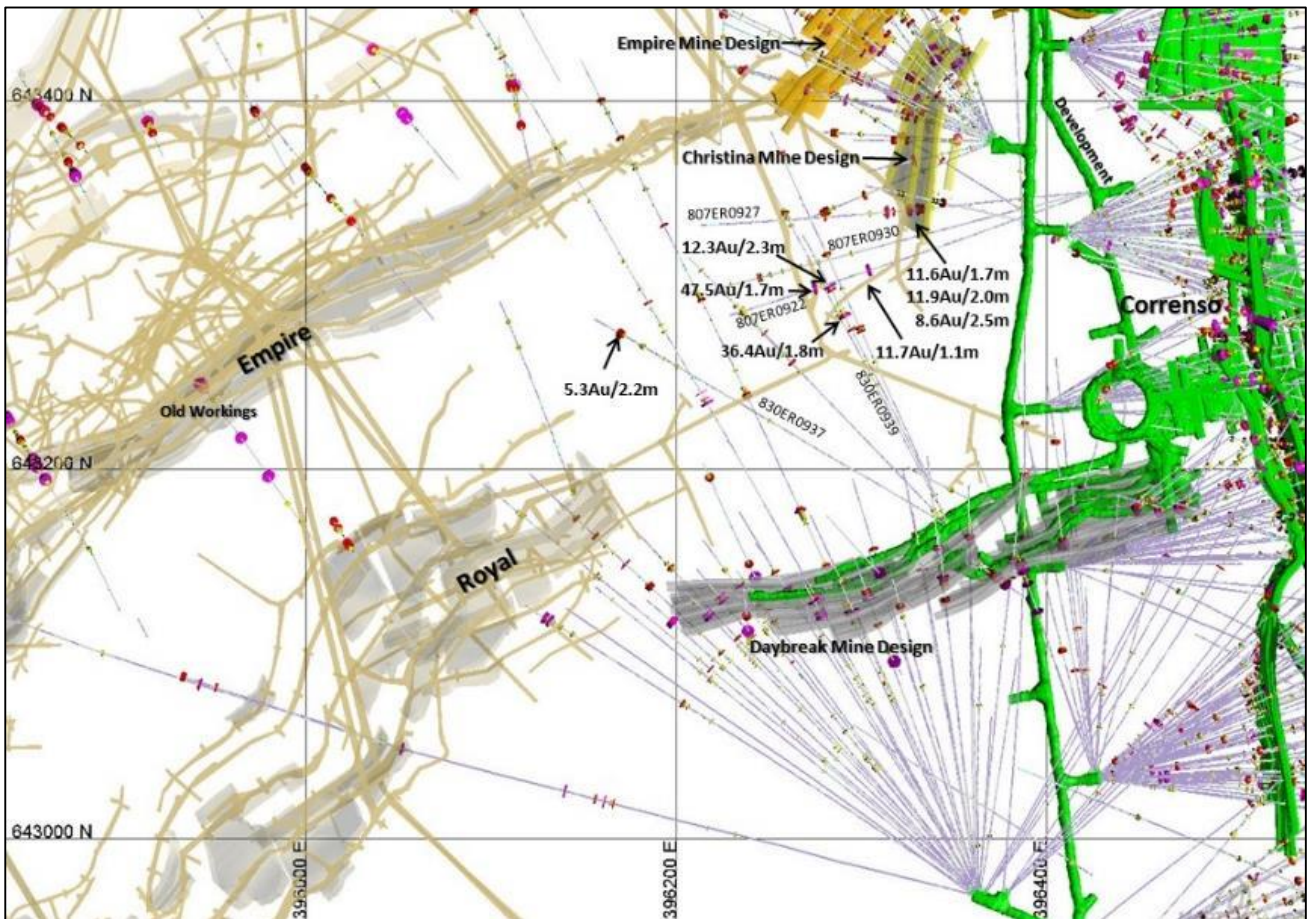 Empire Mine Design
643400 N
Development
Christina Mine Design
807ER0927
12.3Au/2.3m
807ER0930
11.6Au/1.7m
47.5Au/1.7m
11.9Au/2.0m
807ER0922
8.6Au/2.5m
Correnso
36.4Au/1.8m
11.7Au/1.1m
Empire
5.3Au/2.2m
Old Workings
830ER0937
830ER0939
643200 N
Royal
Daybreak Mine Design
643000 N
396000 E
396200 E
396400 E